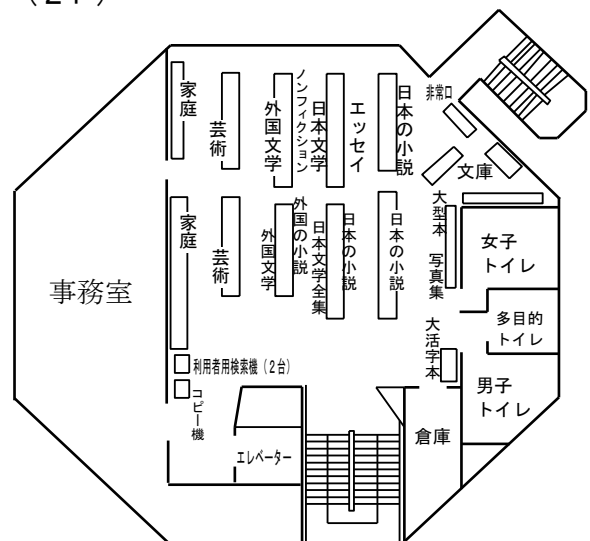 （２Ｆ）
家庭
芸術
外国文学
ノンフィクション
日本文学
エッセイ
日本の小説
非常口
文庫
家庭
芸術
外国文学
外国の小説
日本文学全集
日本の小説
日本の小説
大型本
写真集
女子
トイレ
事務室
多目的
トイレ
利用者用検索機（２台）
コピー機
大活字本
男子
トイレ
倉庫
エレベーター